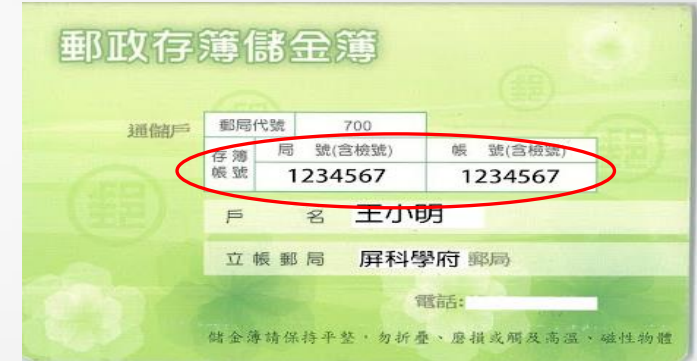 郵政存簿儲金簿
通儲戶 郵局代號 700
存簿帳號 局 號(含檢號) 帳 號(含檢號)
1234567 1234567
戶 名 王小明
立帳郵局 屏科學府 郵局
電話:
儲金簿請保持平整,勿折疊、磨損或觸及高溫、磁性物體